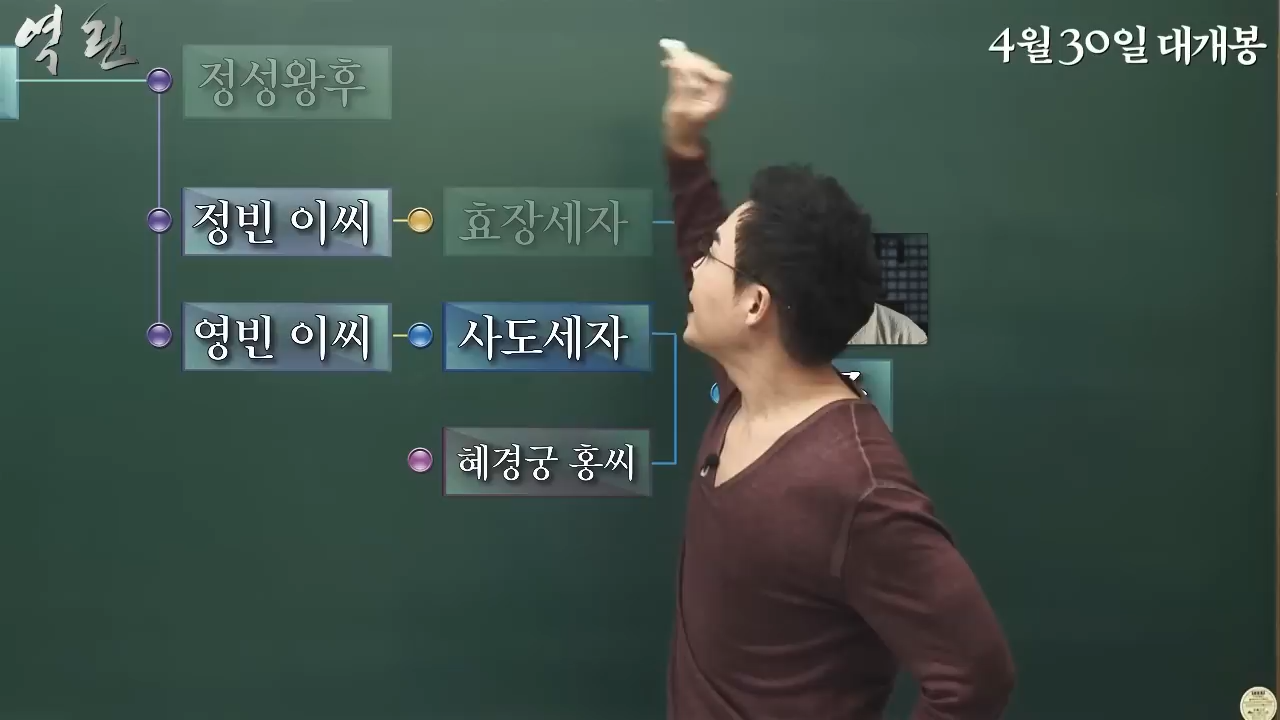 역린
4월 30일 대개봉
정성왕후
정빈 이씨
효장세자
영빈 이씨
사도세자
혜경궁 홍씨